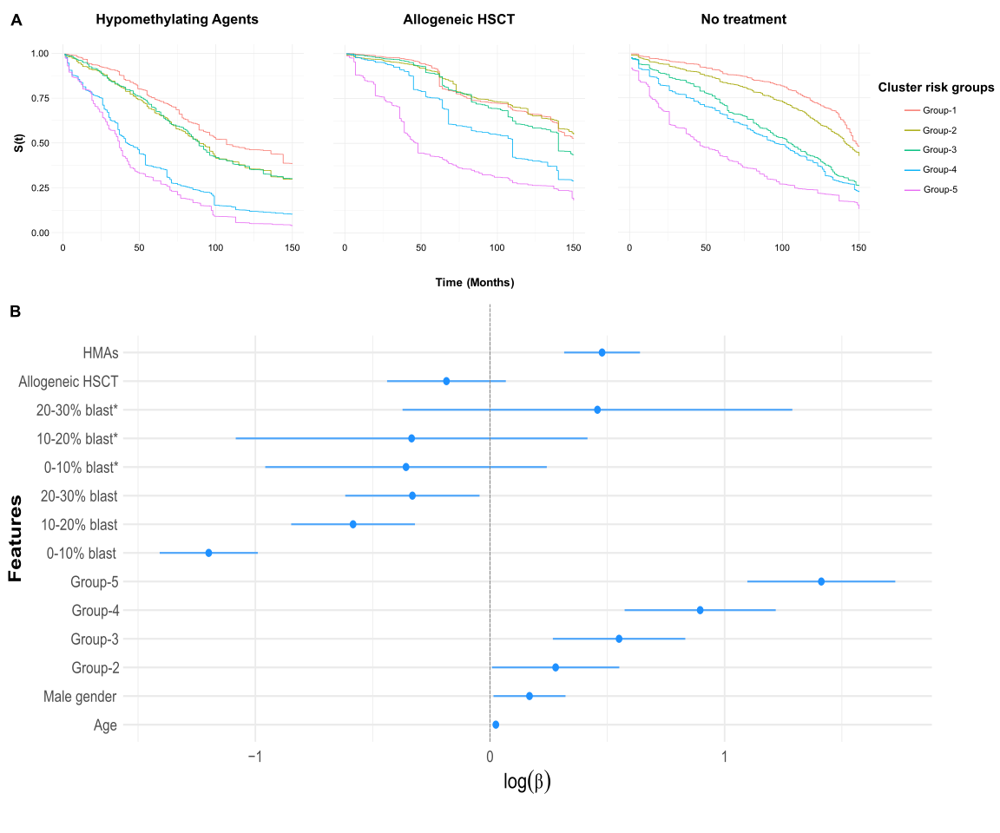 A
Hypomethylating Agents
Allogeneic HSCT
No treatment
S(t)
1.00
0.75
0.50
0.25
0.00
0 50 100 150
0 50 100 150
0 50 100 150
Time (Months)
Cluster risk groups
Group-1
Group-2
Group-3
Group-4
Group-5
B
Features
HMAs
Allogeneic HSCT
20-30% blast*
10-20% blast*
0-10% blast*
20-30% blast
10-20% blast
0-10% blast
Group-5
Group-4
Group-3
Group-2
Male gender
Age
−1 0 1
log(β)